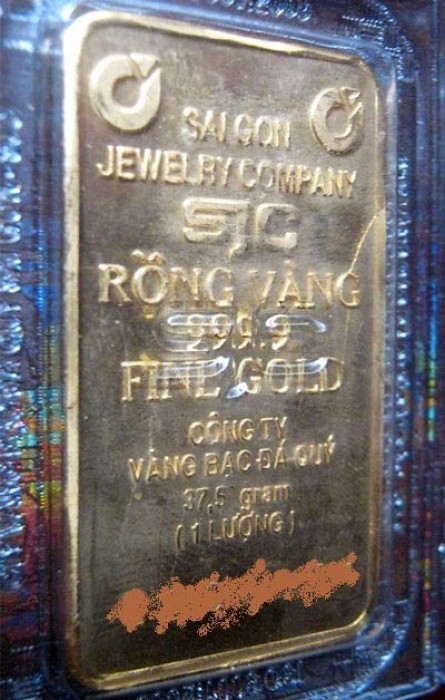 SAI GON
JEWELRY COMPANY
SJC
RỒNG VÀNG
999.9
FINE GOLD
CÔNG TY
VÀNG BẠC ĐÁ QUÝ
37,5 gram
( 1 LƯỢNG )